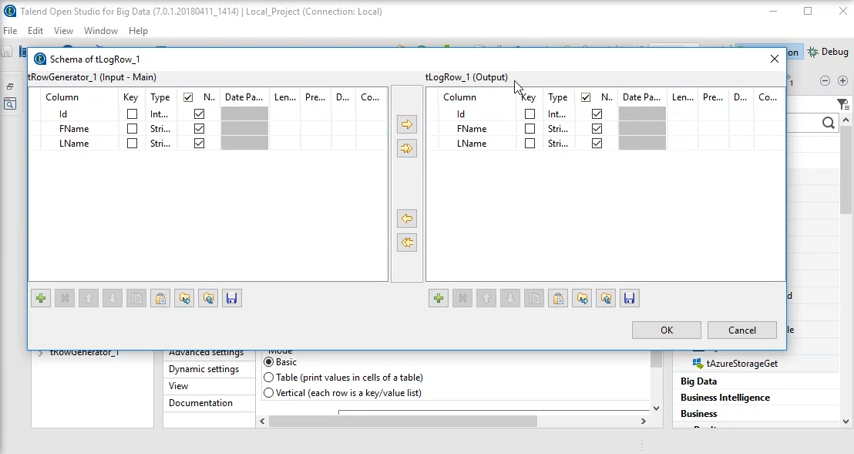 Talend Open Studio for Big Data (7.0.1.20180411_1414) | Local_Project (Connection: Local)
File Edit View Window Help
Debug
Schema of tLogRow_1
tRowGenerator_1 (Input - Main)
tLogRow_1 (Output)
Column Key Type N.. Date Pa... Len... Pre... D... Co...
Id Int...
FName Stri...
LName Stri...
Column Key Type N.. Date Pa... Len... Pre... D... Co...
Id Int...
FName Stri...
LName Stri...
OK Cancel
tRowGenerator_1
Advanced settings
Dynamic settings
View
Documentation
Mode
Basic
Table (print values in cells of a table)
Vertical (each row is a key/value list)
tAzureStorageGet
Big Data
Business Intelligence
Business